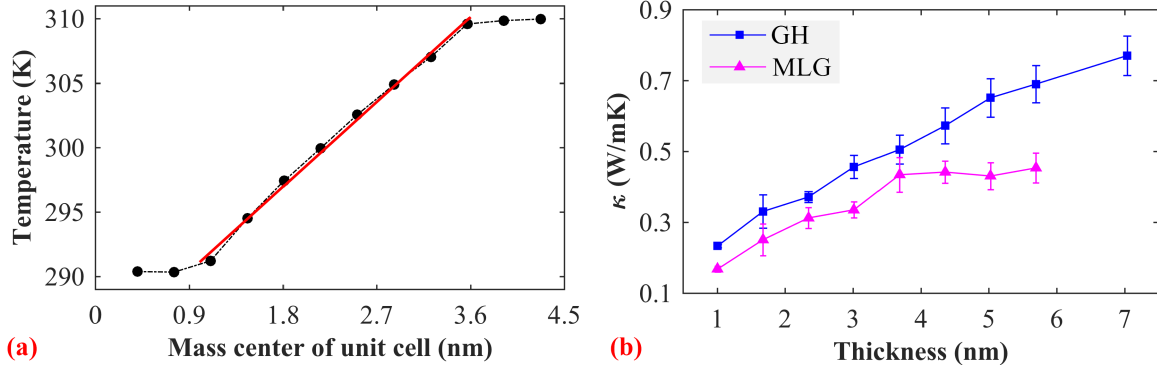 310
305
300
295
290
Temperature (K)
0 0.9 1.8 2.7 3.6 4.5
Mass center of unit cell (nm)
(a)
0.9
0.7
0.5
0.3
0.1
κ (W/mK)
GH
MLG
1 2 3 4 5 6 7
Thickness (nm)
(b)